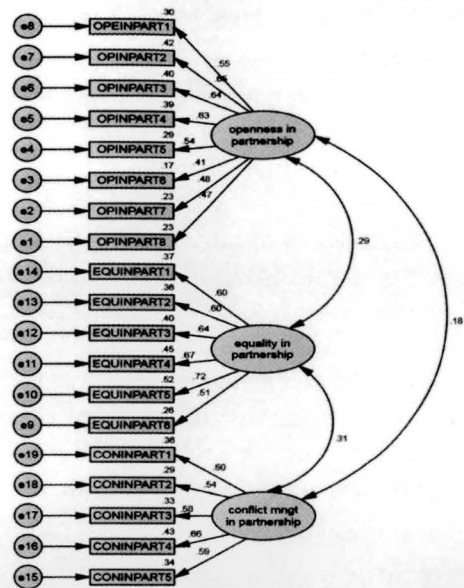 .30
e8 OPEINPART1
.42
e7 OPINPART2
.55
.40
.65
e6 OPINPART3
.64
.39
e5 OPINPART4
.63
openness in
partnership
.29
e4 OPINPART5
.54
.17
.41
e3 OPINPART6
.48
.23
.47
e2 OPINPART7
.23
e1 OPINPART8
.29
.37
e14 EQUINPART1
.60
.36
e13 EQUINPART2
.60
.18
.40
e12 EQUINPART3
.64
equality in
partnership
.45
e11 EQUINPART4
.67
.52
.72
e10 EQUINPART5
.51
.26
e9 EQUINPART6
.31
.36
e19 CONINPART1
.60
.29
e18 CONINPART2
.54
.33
e17 CONINPART3
.58
conflict mngt
in partnership
.43
.66
e16 CONINPART4
.59
.34
e15 CONINPART5